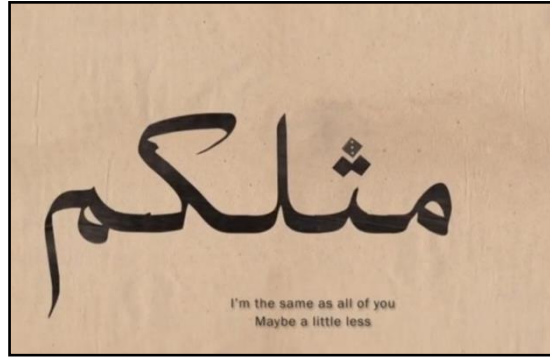 مثلكم
I'm the same as all of you
Maybe a little less